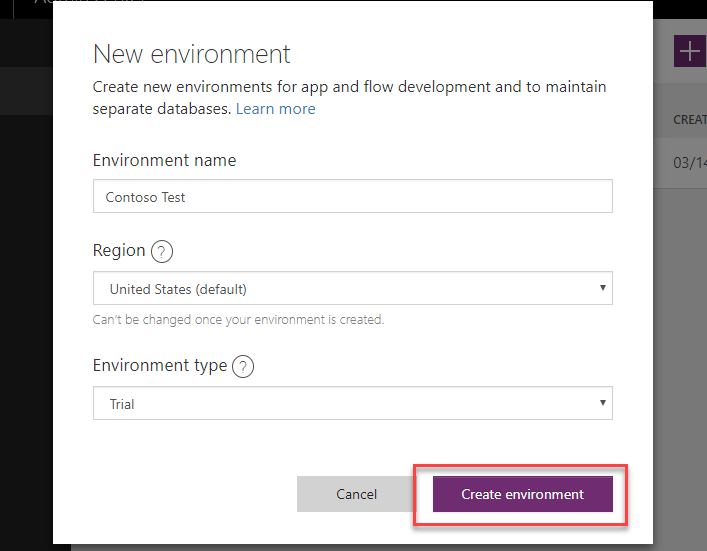 New environment
Create new environments for app and flow development and to maintain
separate databases. Learn more
Environment name
Contoso Test
Region ?
United States (default)
Can't be changed once your environment is created.
Environment type ?
Trial
Cancel
Create environment
CREAT
03/14